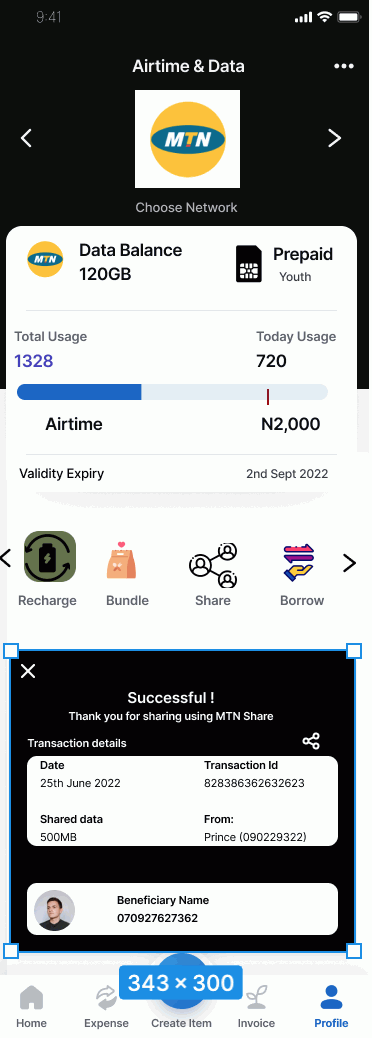 9:41
Airtime & Data
MTN
Choose Network
MTN
Data Balance
120GB
Prepaid
Youth
Total Usage
Today Usage
1328
720
Airtime
N2,000
Validity Expiry
2nd Sept 2022
Recharge
Bundle
Share
Borrow
Successful !
Thank you for sharing using MTN Share
Transaction details
Date
Transaction Id
25th June 2022
828386362632623
Shared data
From:
500MB
Prince (090229322)
Beneficiary Name
070927627362
343 × 300
Home
Expense
Create Item
Invoice
Profile